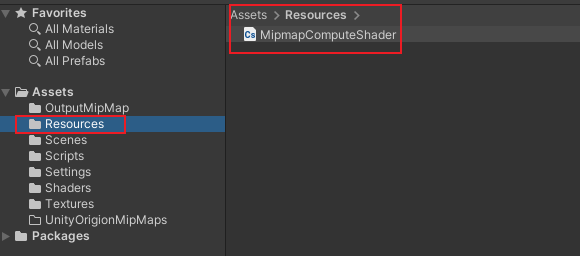 Favorites
All Materials
All Models
All Prefabs
Assets
OutputMipMap
Resources
Scenes
Scripts
Settings
Shaders
Textures
UnityOrigionMipMaps
Packages
Assets > Resources >
Cs MipmapComputeShader